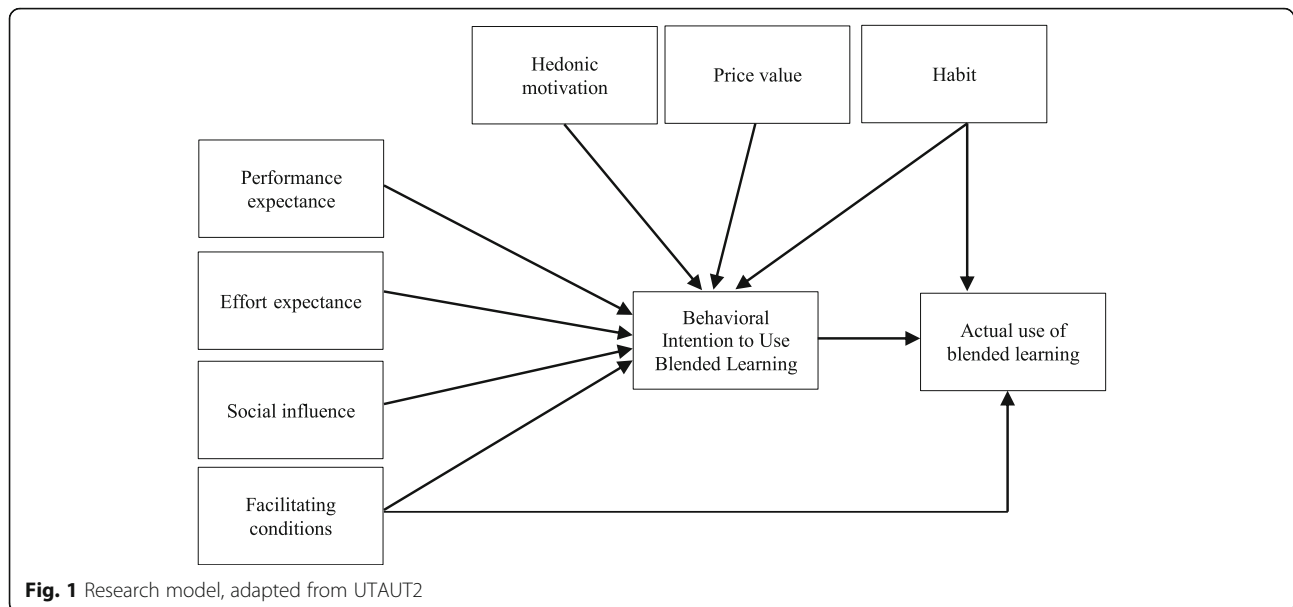 Hedonic
motivation
Price value
Habit
Performance
expectance
Effort expectance
Social influence
Facilitating
conditions
Behavioral
Intention to Use
Blended Learning
Actual use of
blended learning
Fig. 1 Research model, adapted from UTAUT2